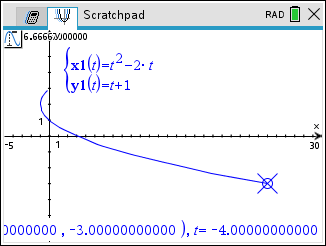 Scratchpad RAD
6.66667000000
x1(t)=t²−2·t
y1(t)=t+1
1
x
-5 1 30
0000000 , -3.00000000000 ), t= -4.00000000000